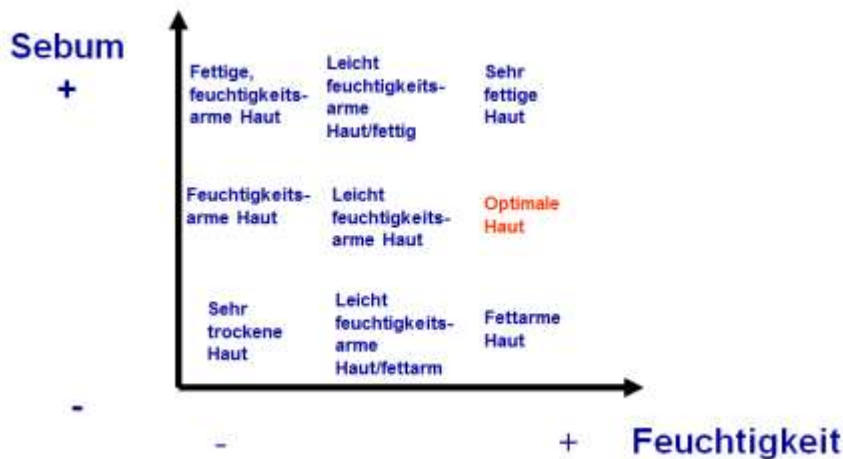 Sebum
+
Fettige,
feuchtigkeits-
arme Haut
Leicht
feuchtigkeits-
arme
Haut/fettig
Sehr
fettige
Haut
Feuchtigkeits-
arme Haut
Leicht
feuchtigkeits-
arme Haut
Optimale
Haut
Sehr
trockene
Haut
Leicht
feuchtigkeits-
arme
Haut/fettarm
Fettarme
Haut
-
-
+
Feuchtigkeit